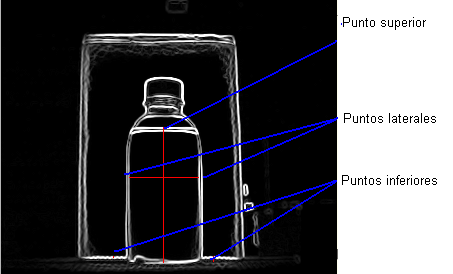 Punto superior
Puntos laterales
Puntos inferiores